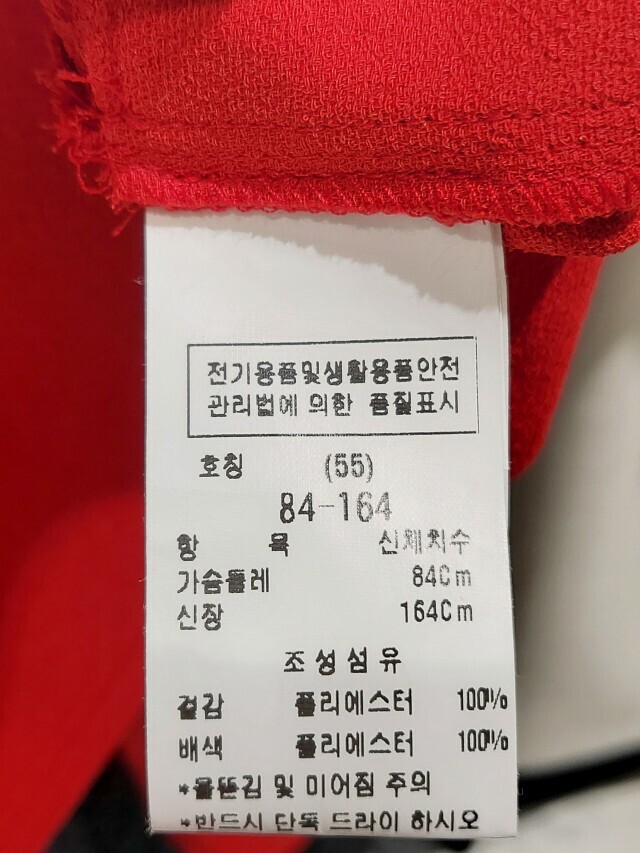 전기용품및생활용품안전
관리법에 의한 품질표시
호칭 (55)
84-164
항 목 신체치수
가슴둘레 84Cm
신장 164Cm
조성섬유
겉감 폴리에스터 100%
배색 폴리에스터 100%
*올뜯김 및 미어짐 주의
*반드시 단독 드라이 하시오